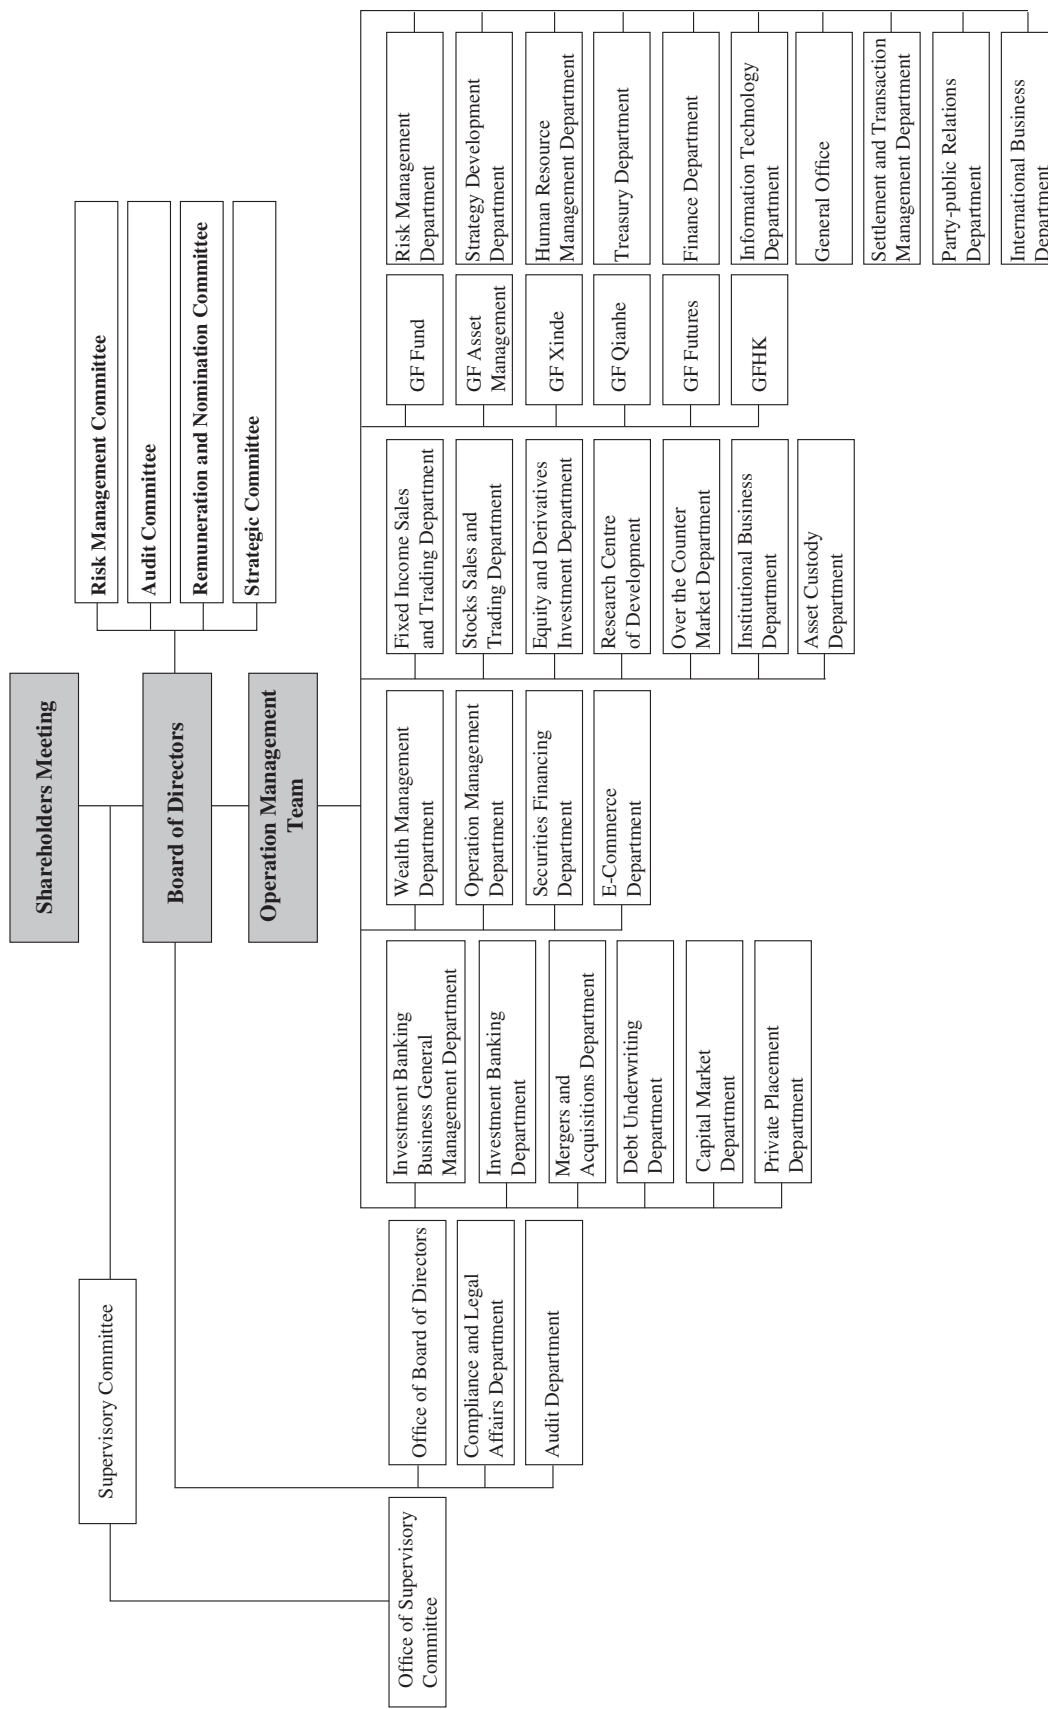 Shareholders Meeting
Supervisory Committee
Board of Directors
Risk Management Committee
Audit Committee
Remuneration and Nomination Committee
Strategic Committee
Operation Management
Team
Office of Supervisory
Committee
Office of Board of Directors
Compliance and Legal
Affairs Department
Audit Department
Investment Banking
Business General
Management Department
Investment Banking
Department
Mergers and
Acquisitions Department
Debt Underwriting
Department
Capital Market
Department
Private Placement
Department
Wealth Management
Department
Operation Management
Department
Securities Financing
Department
E-Commerce
Department
Fixed Income Sales
and Trading Department
Stocks Sales and
Trading Department
Equity and Derivatives
Investment Department
Research Centre
of Development
Over the Counter
Market Department
Institutional Business
Department
Asset Custody
Department
GF Fund
GF Asset
Management
GF Xinde
GF Qianhe
GF Futures
GFHK
Risk Management
Department
Strategy Development
Department
Human Resource
Management Department
Treasury Department
Finance Department
Information Technology
Department
General Office
Settlement and Transaction
Management Department
Party-public Relations
Department
International Business
Department